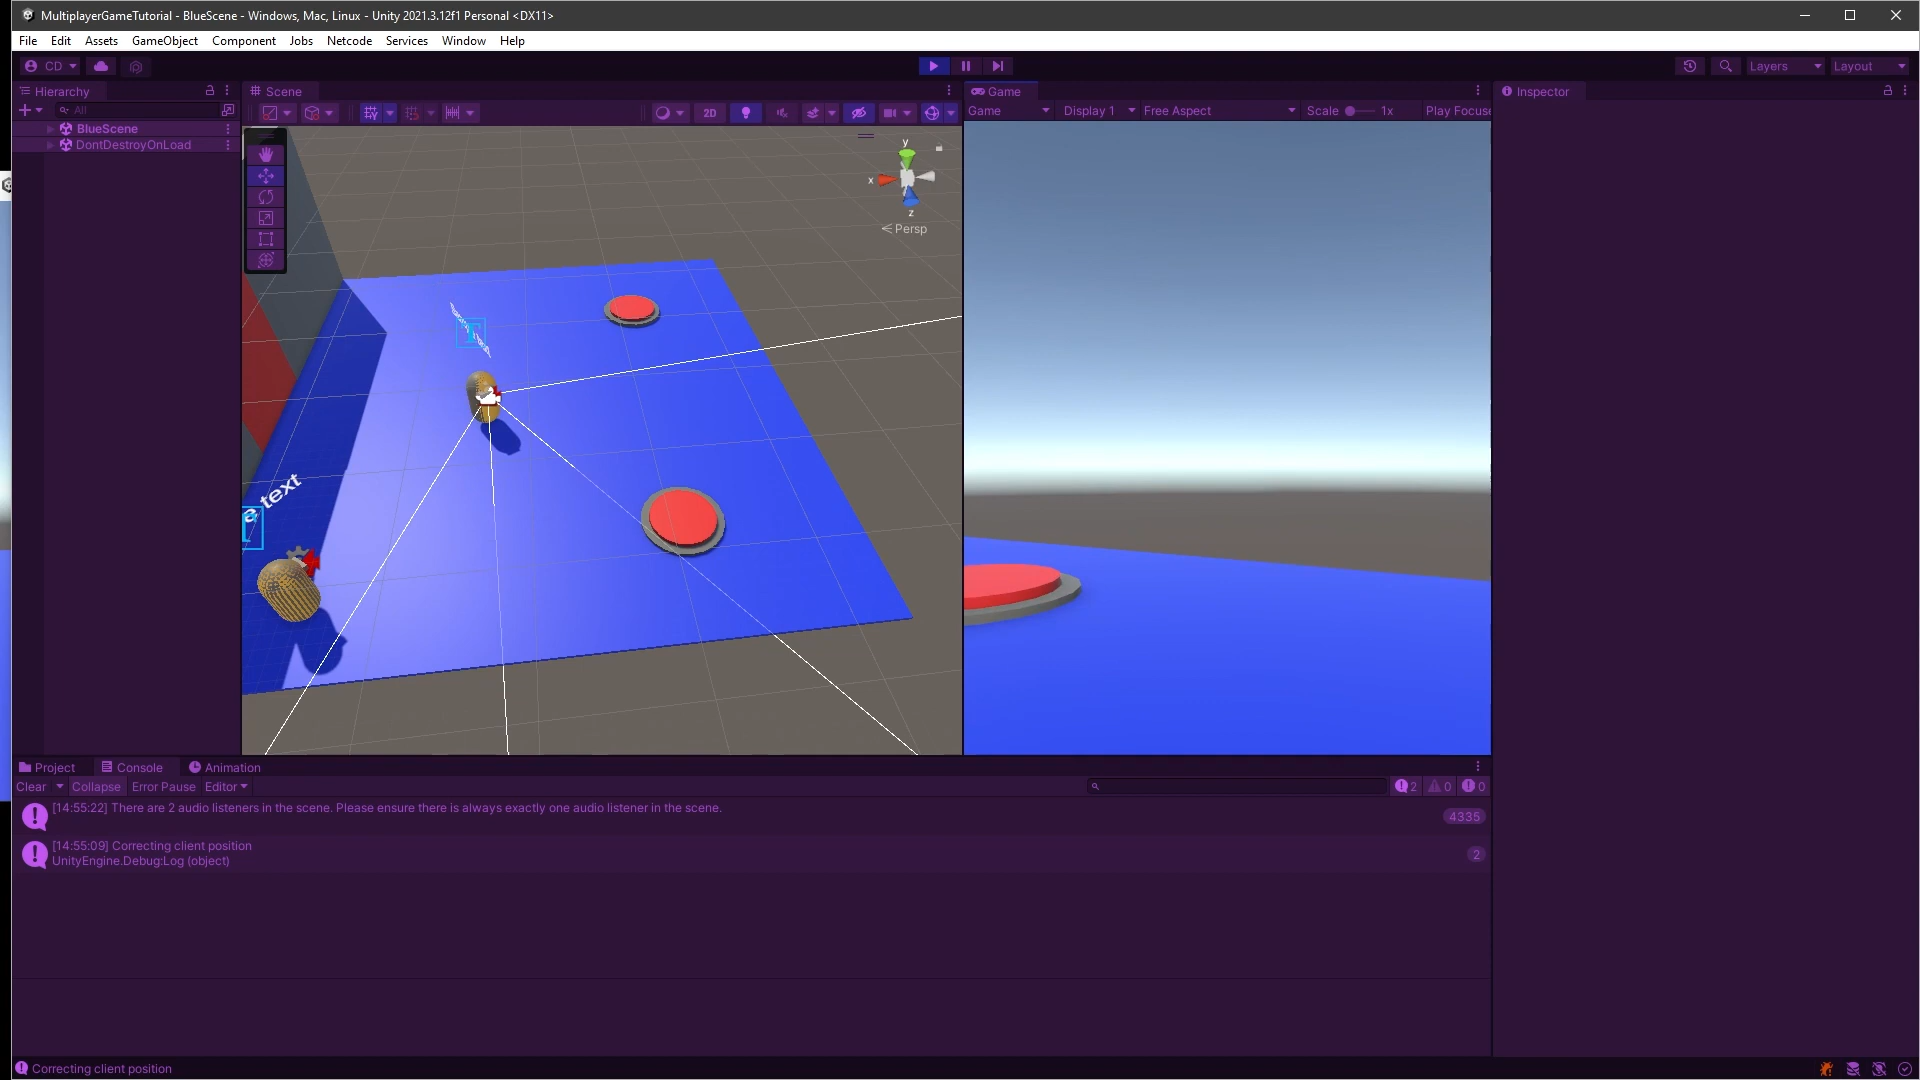 MultiplayerGameTutorial - BlueScene - Windows, Mac, Linux - Unity 2021.3.12f1 Personal <DX11>
File Edit Assets GameObject Component Jobs Netcode Services Window Help
CD Layers Layout
Hierarchy Scene Game Inspector
All 2D Game Display 1 Free Aspect Scale 1x Play Focus
BlueScene
DontDestroyOnLoad
y
x
z
Persp
T
a text
T
Project Console Animation
Clear Collapse Error Pause Editor 2 0 0
[14:55:22] There are 2 audio listeners in the scene. Please ensure there is always exactly one audio listener in the scene.
4335
[14:55:09] Correcting client position
UnityEngine.Debug:Log (object)
2
Correcting client position